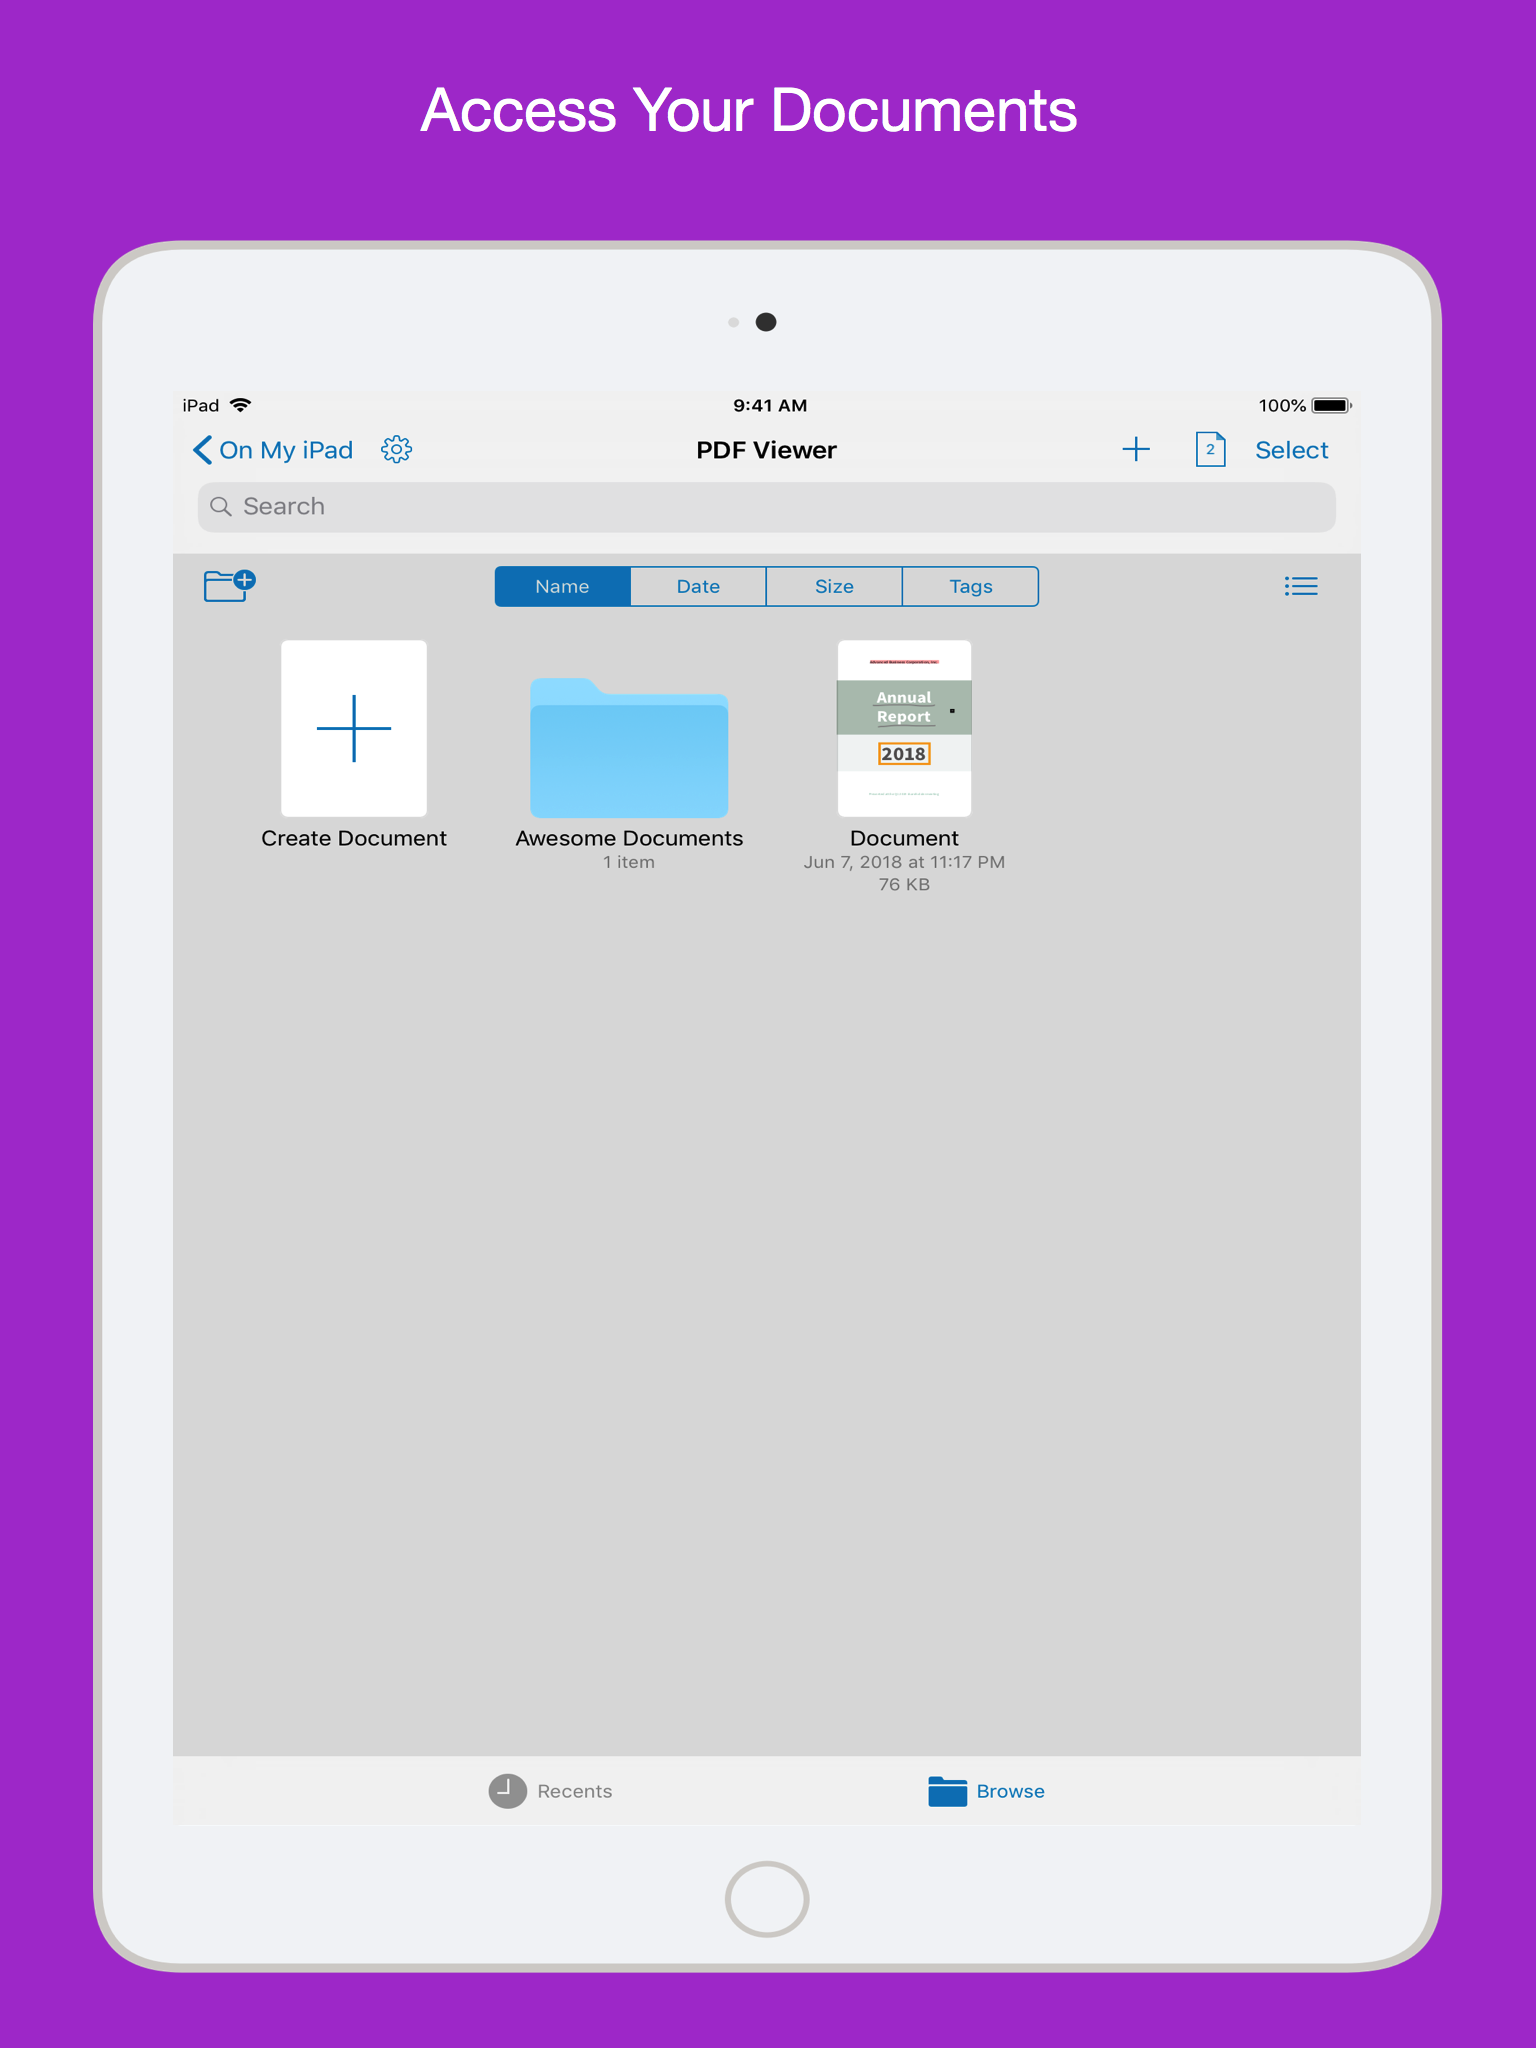 Access Your Documents
iPad 9:41 AM 100%
On My iPad PDF Viewer 2 Select
Search
Name Date Size Tags
Annual
Report
2018
Create Document Awesome Documents Document
1 item Jun 7, 2018 at 11:17 PM
76 KB
Recents Browse